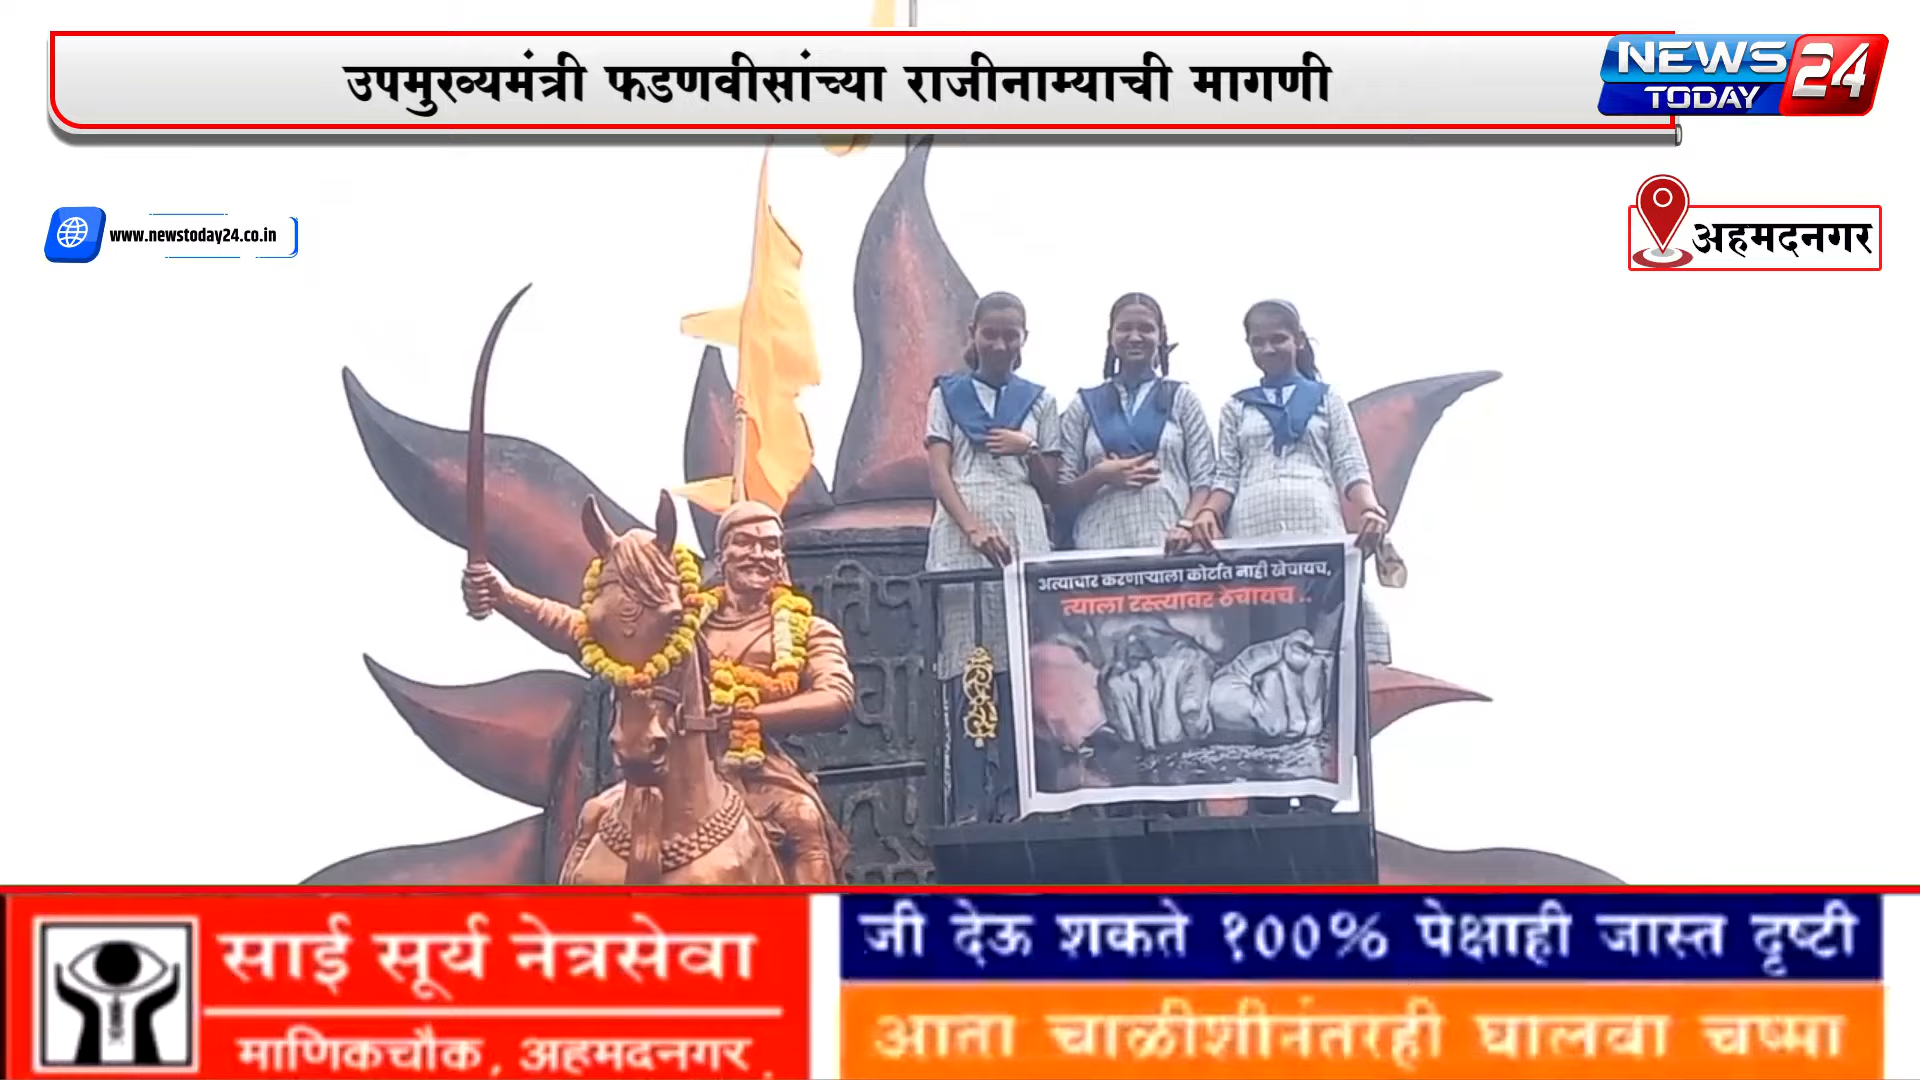 उपमुख्यमंत्री फडणवीसांच्या राजीनाम्याची मागणी
NEWS
TODAY 24
www.newstoday24.co.in
अहमदनगर
अत्याचार करणाऱ्याला कोर्टात नाही खेचायच,
त्याला रस्त्यावर ठेचायच..
साई सूर्य नेत्रसेवा
माणिकचौक, अहमदनगर.
जी देऊ शकते १००% पेक्षाही जास्त दृष्टी
आता चाळीशीनंतरही घालवा चष्मा